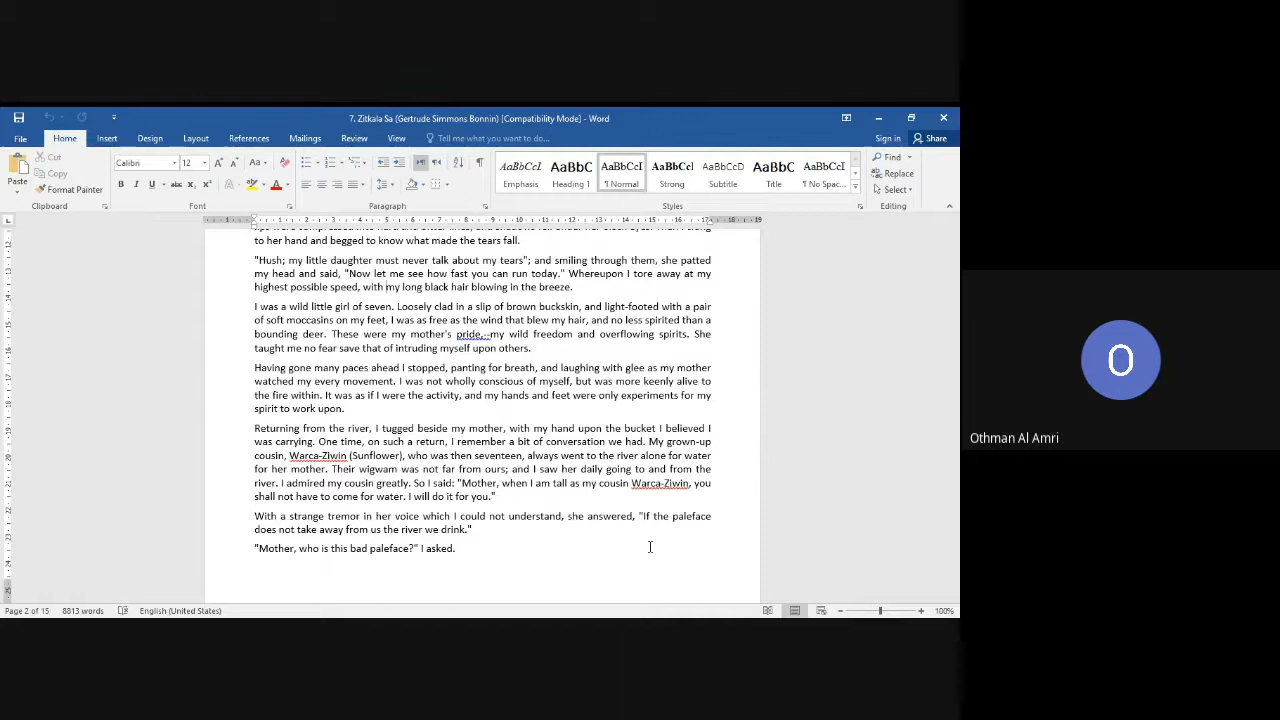 7. Zitkala Sa (Gertrude Simmons Bonnin) [Compatibility Mode] - Word
File Home Insert Design Layout References Mailings Review View Tell me what you want to do... Sign in Share
Cut
Copy
Format Painter
Paste
Clipboard
Calibri 12
Font
Paragraph
AaBbCcI AaBbC AaBbCcI AaBbCcI AaBbCcD AaBbC AaBbCcI
Emphasis Heading 1 ¶ Normal Strong Subtitle Title ¶ No Spac...
Styles
Find
Replace
Select
Editing
to her hand and begged to know what made the tears fall.
"Hush; my little daughter must never talk about my tears"; and smiling through them, she patted
my head and said, "Now let me see how fast you can run today." Whereupon I tore away at my
highest possible speed, with my long black hair blowing in the breeze.
I was a wild little girl of seven. Loosely clad in a slip of brown buckskin, and light-footed with a pair
of soft moccasins on my feet, I was as free as the wind that blew my hair, and no less spirited than a
bounding deer. These were my mother's pride,--my wild freedom and overflowing spirits. She
taught me no fear save that of intruding myself upon others.
Having gone many paces ahead I stopped, panting for breath, and laughing with glee as my mother
watched my every movement. I was not wholly conscious of myself, but was more keenly alive to
the fire within. It was as if I were the activity, and my hands and feet were only experiments for my
spirit to work upon.
Returning from the river, I tugged beside my mother, with my hand upon the bucket I believed I
was carrying. One time, on such a return, I remember a bit of conversation we had. My grown-up
cousin, Warca-Ziwin (Sunflower), who was then seventeen, always went to the river alone for water
for her mother. Their wigwam was not far from ours; and I saw her daily going to and from the
river. I admired my cousin greatly. So I said: "Mother, when I am tall as my cousin Warca-Ziwin, you
shall not have to come for water. I will do it for you."
With a strange tremor in her voice which I could not understand, she answered, "If the paleface
does not take away from us the river we drink."
"Mother, who is this bad paleface?" I asked.
Page 2 of 15 8813 words English (United States) 100%
O
Othman Al Amri